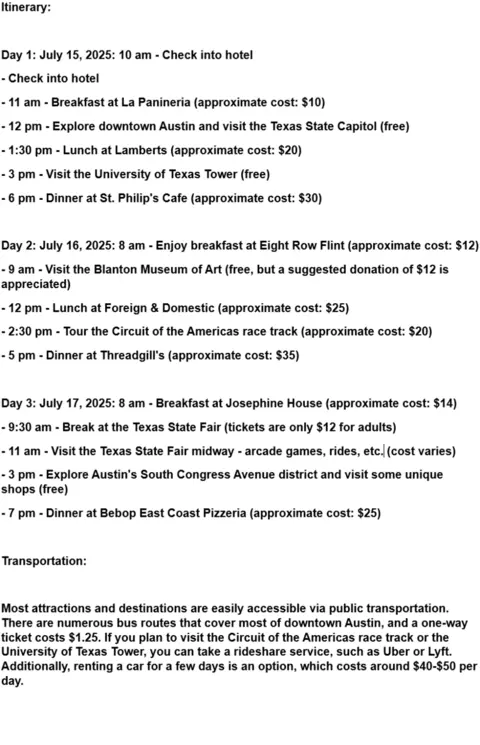 Itinerary:
Day 1: July 15, 2025: 10 am - Check into hotel
- Check into hotel
- 11 am - Breakfast at La Panineria (approximate cost: $10)
- 12 pm - Explore downtown Austin and visit the Texas State Capitol (free)
- 1:30 pm - Lunch at Lamberts (approximate cost: $20)
- 3 pm - Visit the University of Texas Tower (free)
- 6 pm - Dinner at St. Philip's Cafe (approximate cost: $30)
Day 2: July 16, 2025: 8 am - Enjoy breakfast at Eight Row Flint (approximate cost: $12)
- 9 am - Visit the Blanton Museum of Art (free, but a suggested donation of $12 is
appreciated)
- 12 pm - Lunch at Foreign & Domestic (approximate cost: $25)
- 2:30 pm - Tour the Circuit of the Americas race track (approximate cost: $20)
- 5 pm - Dinner at Threadgill's (approximate cost: $35)
Day 3: July 17, 2025: 8 am - Breakfast at Josephine House (approximate cost: $14)
- 9:30 am - Break at the Texas State Fair (tickets are only $12 for adults)
- 11 am - Visit the Texas State Fair midway - arcade games, rides, etc. (cost varies)
- 3 pm - Explore Austin's South Congress Avenue district and visit some unique
shops (free)
- 7 pm - Dinner at Bebop East Coast Pizzeria (approximate cost: $25)
Transportation:
Most attractions and destinations are easily accessible via public transportation.
There are numerous bus routes that cover most of downtown Austin, and a one-way
ticket costs $1.25. If you plan to visit the Circuit of the Americas race track or the
University of Texas Tower, you can take a rideshare service, such as Uber or Lyft.
Additionally, renting a car for a few days is an option, which costs around $40-$50 per
day.